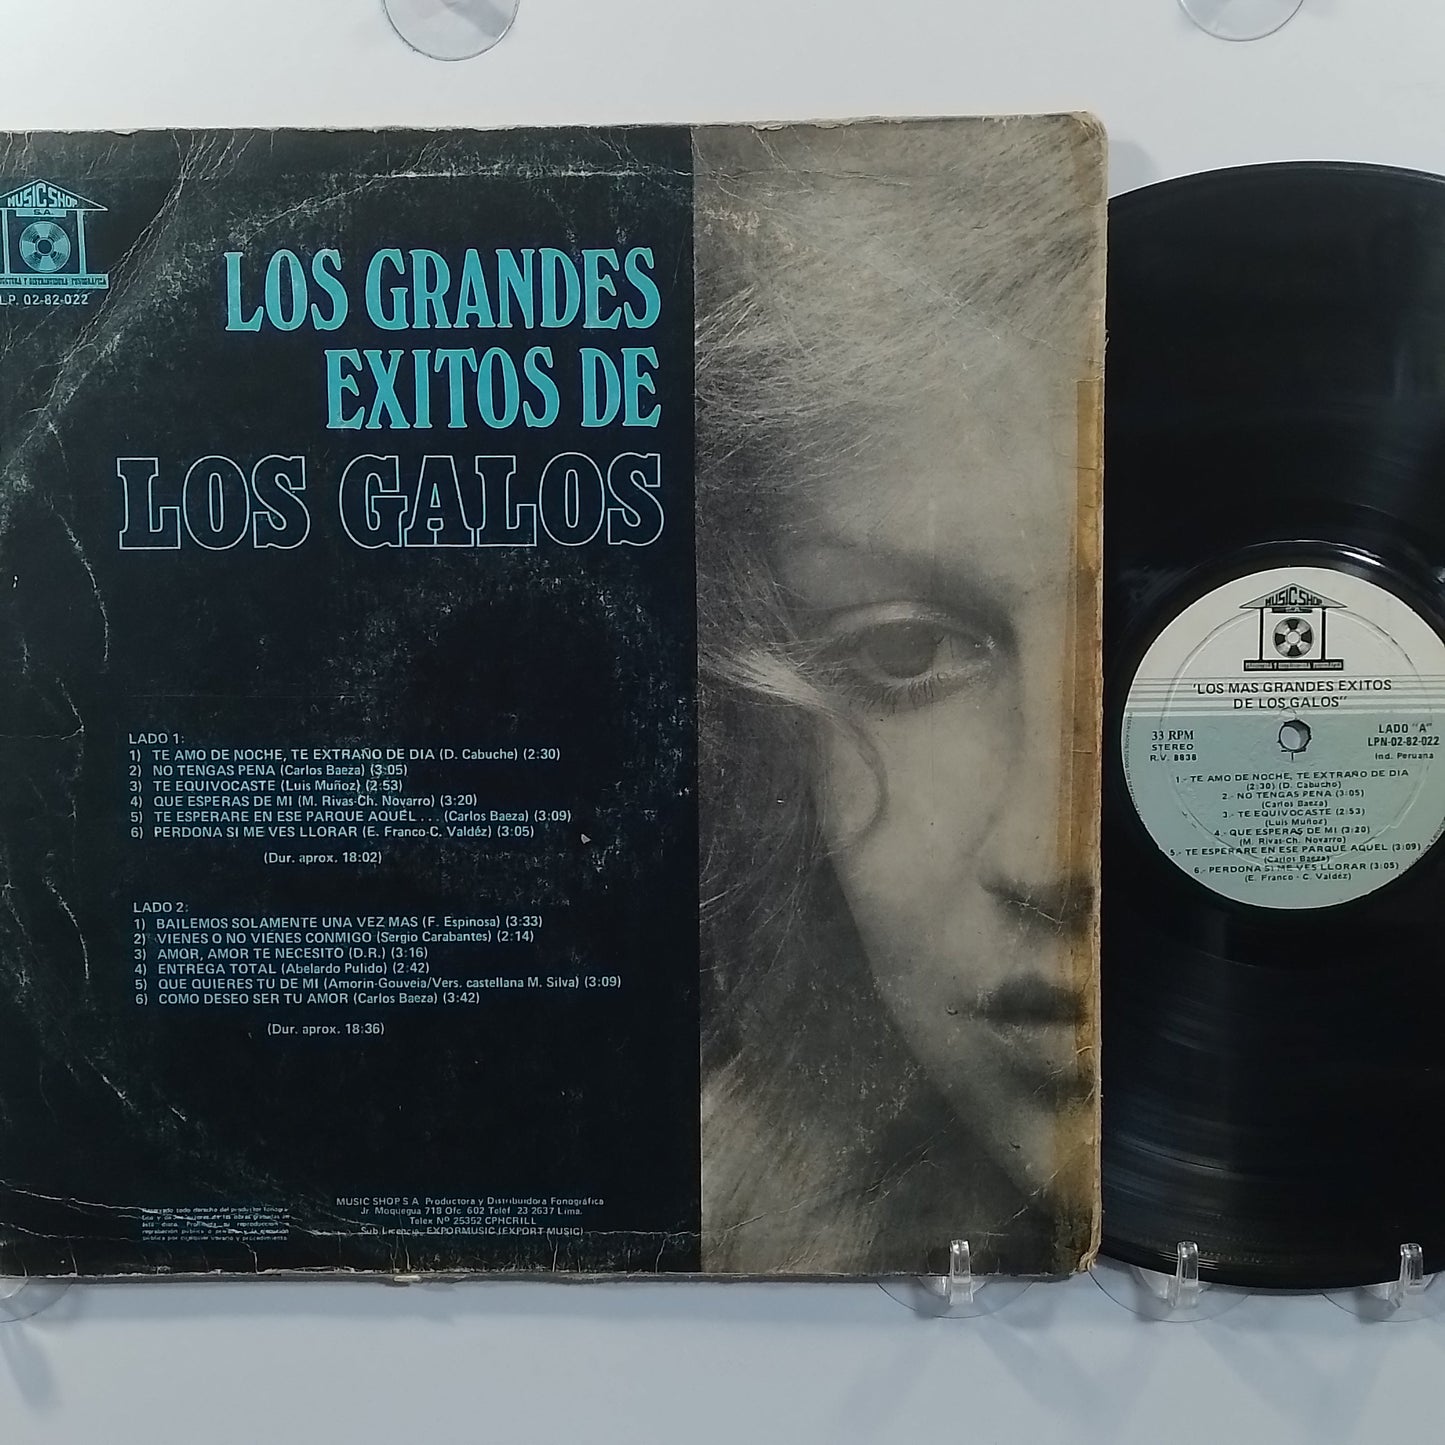 MUSIC SHOP
S.A.
LP. 02-82-022
LOS GRANDES
EXITOS DE
LOS GALOS
LADO 1:
1) TE AMO DE NOCHE, TE EXTRAÑO DE DIA (D. Cabuche) (2:30)
2) NO TENGAS PENA (Carlos Baeza) (3:05)
3) TE EQUIVOCASTE (Luis Muñoz) (2:53)
4) QUE ESPERAS DE MI (M. Rivas-Ch. Novarro) (3:20)
5) TE ESPERARE EN ESE PARQUE AQUEL . . . (Carlos Baeza) (3:09)
6) PERDONA SI ME VES LLORAR (E. Franco-C. Valdéz) (3:05)
(Dur. aprox. 18:02)
LADO 2:
1) BAILEMOS SOLAMENTE UNA VEZ MAS (F. Espinosa) (3:33)
2) VIENES O NO VIENES CONMIGO (Sergio Carabantes) (2:14)
3) AMOR, AMOR TE NECESITO (D.R.) (3:16)
4) ENTREGA TOTAL (Abelardo Pulido) (2:42)
5) QUE QUIERES TU DE MI (Amorin-Gouveia/Vers. castellana M. Silva) (3:09)
6) COMO DESEO SER TU AMOR (Carlos Baeza) (3:42)
(Dur. aprox. 18:36)
MUSIC SHOP S A Productora y Distribuidora Fonográfica
Jr. Moquegua 718 Ofc. 602 Teléf 23 2637 Lima.
Telex Nº 25352 CPHCRILL
Sub Licencia EXPORMUSIC (EXPORT MUSIC)
MUSIC SHOP
S.A.
PRODUCTORA Y DISTRIBUIDORA FONOGRAFICA
'LOS MAS GRANDES EXITOS
DE LOS GALOS"
33 RPM
STEREO
R.V. 8838
LADO "A"
LPN-02-82-022
Ind. Peruana
1.- TE AMO DE NOCHE, TE EXTRAÑO DE DIA
(2:30) (D. Cabucho)
2.- NO TENGAS PENA (3:05)
(Carlos Baeza)
3.- TE EQUIVOCASTE (2:53)
(Luis Muñoz)
4.- QUE ESPERAS DE MI (3:20)
(M. Rivas-Ch. Novarro)
5.- TE ESPERARE EN ESE PARQUE AQUEL (3:09)
(Carlos Baeza)
6.- PERDONA SI ME VES LLORAR (3:05)
(E. Franco - C. Valdéz)